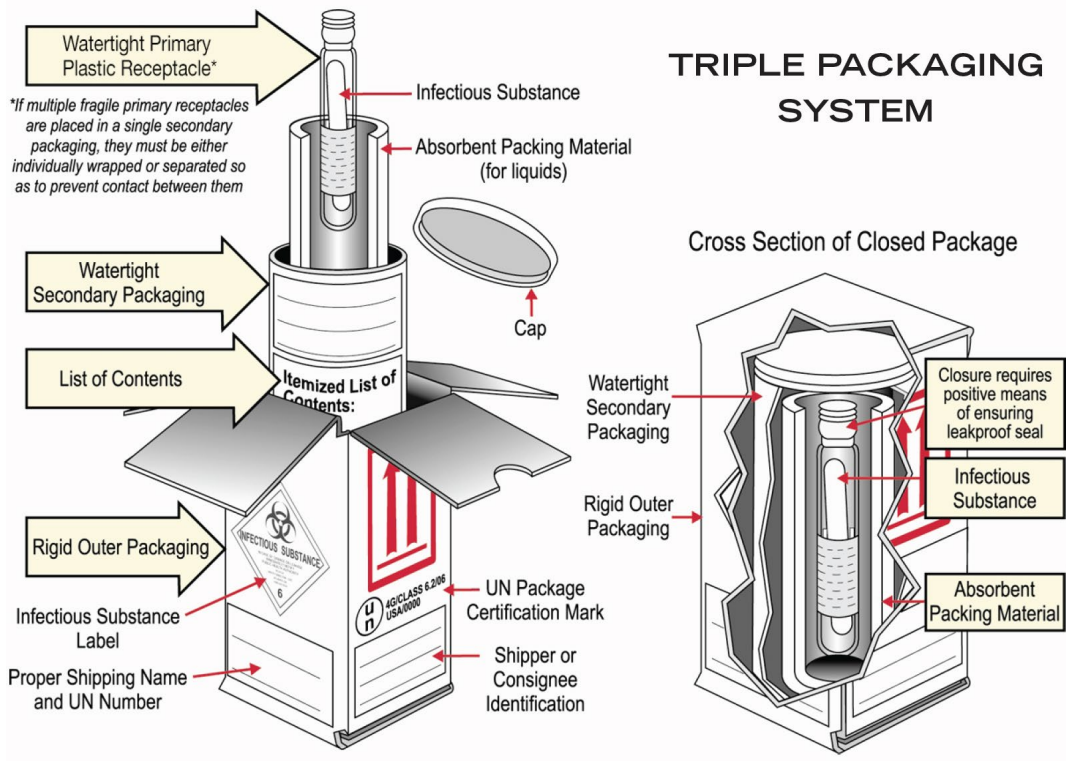 TRIPLE PACKAGING
SYSTEM
Watertight Primary
Plastic Receptacle*
*If multiple fragile primary receptacles
are placed in a single secondary
packaging, they must be either
individually wrapped or separated so
as to prevent contact between them
Infectious Substance
Absorbent Packing Material
(for liquids)
Cap
Watertight
Secondary Packaging
List of Contents
Itemized List of
Contents:
Rigid Outer Packaging
INFECTIOUS SUBSTANCE
6
Infectious Substance
Label
Proper Shipping Name
and UN Number
u
n
4G/CLASS 6.2/06
USA/0000
UN Package
Certification Mark
Shipper or
Consignee
Identification
Cross Section of Closed Package
Watertight
Secondary
Packaging
Rigid Outer
Packaging
Closure requires
positive means
of ensuring
leakproof seal
Infectious
Substance
Absorbent
Packing Material